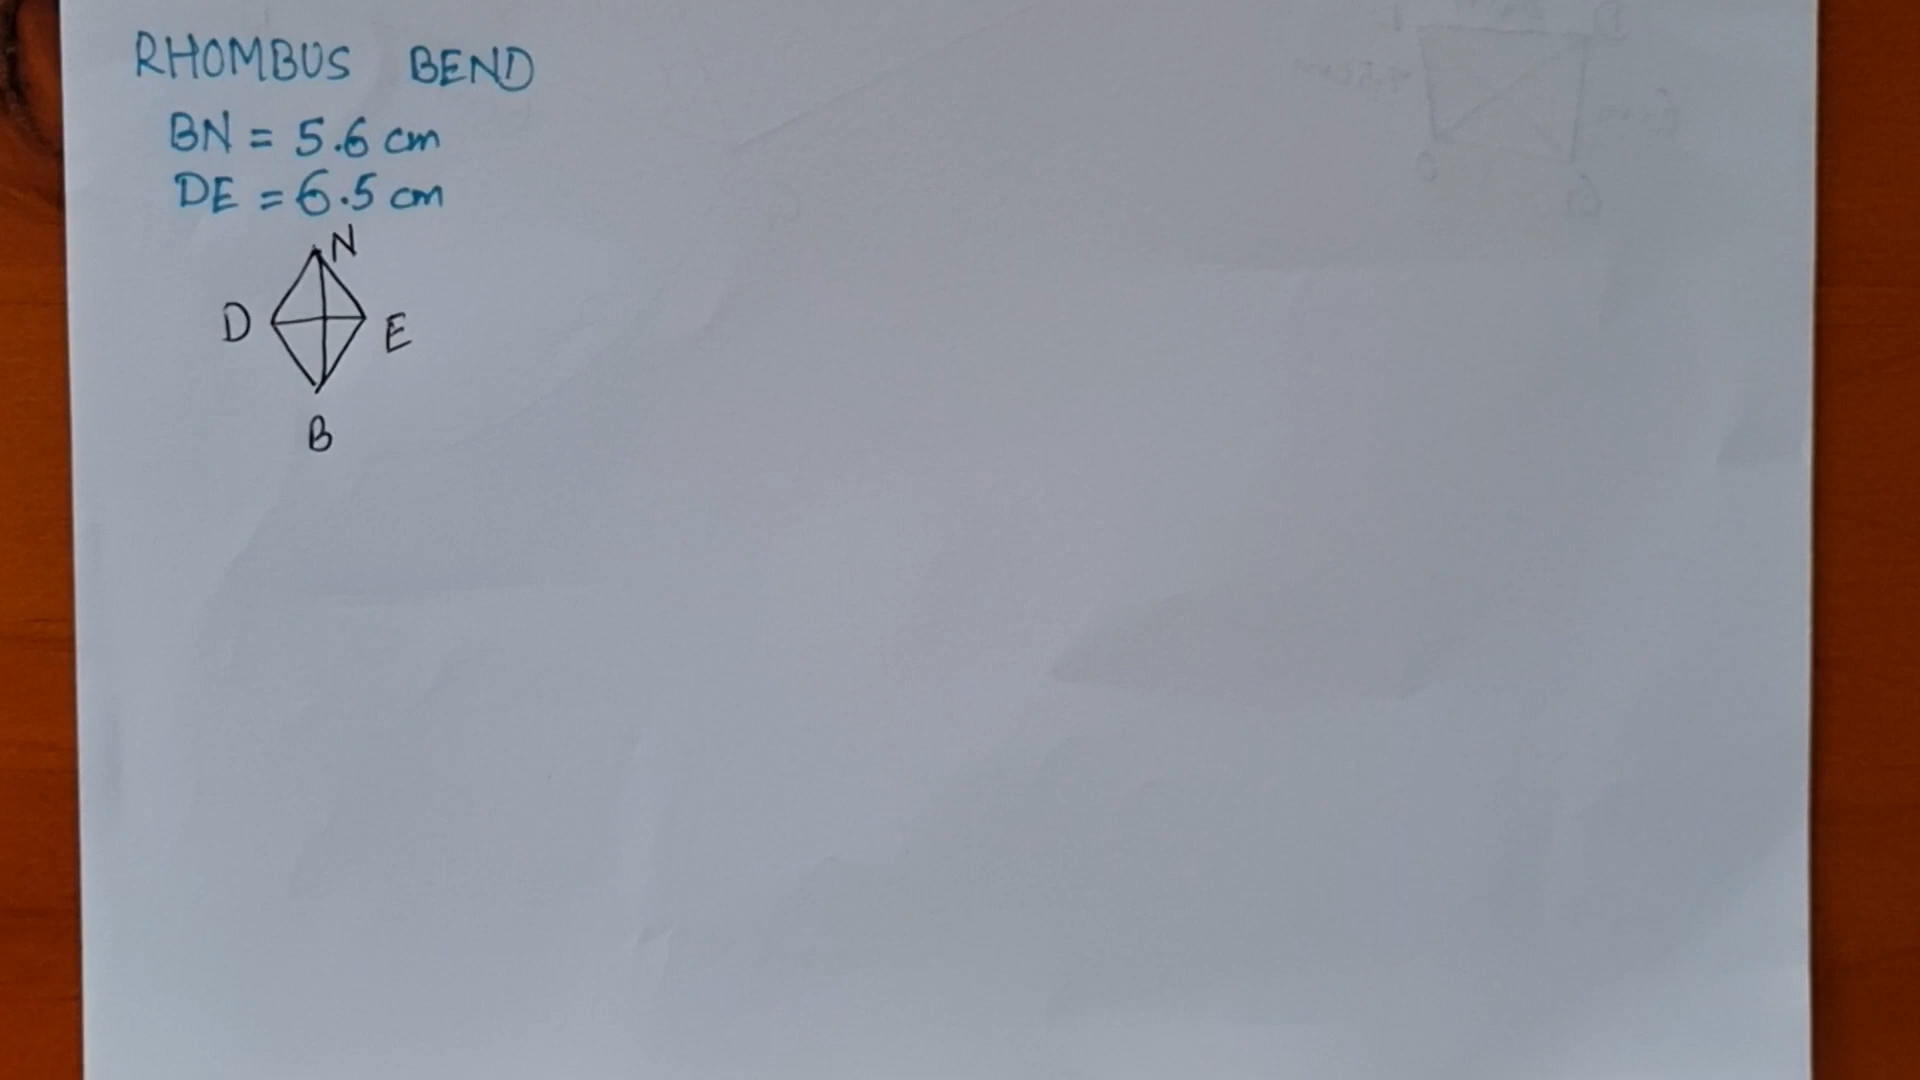 RHOMBUS BEND
BN = 5.6 cm
DE = 6.5 cm
N
D E
B